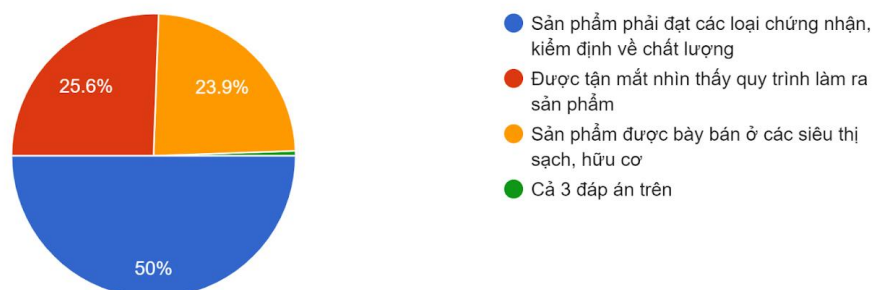 25.6%
23.9%
50%
Sản phẩm phải đạt các loại chứng nhận,
kiểm định về chất lượng
Được tận mắt nhìn thấy quy trình làm ra
sản phẩm
Sản phẩm được bày bán ở các siêu thị
sạch, hữu cơ
Cả 3 đáp án trên